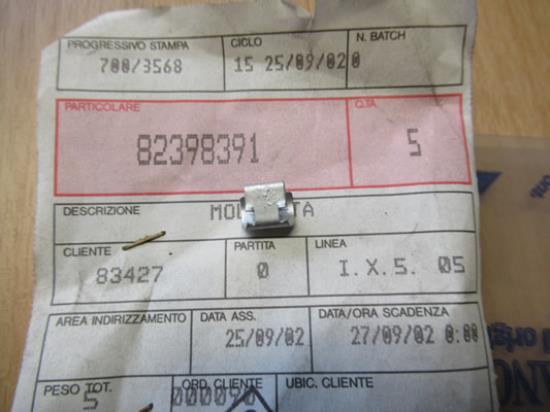 PROGRESSIVO STAMPA CICLO N. BATCH
700/3568 15 25/09/02 0
PARTICOLARE Q.TA
82398391 5
DESCRIZIONE
CLIENTE PARTITA LINEA
83427 0 I.X.5. 05
AREA INDIRIZZAMENTO DATA ASS. DATA/ORA SCADENZA
25/09/02 27/09/02 0:00
PESO TOT. ORD. CLIENTE UBIC. CLIENTE
5